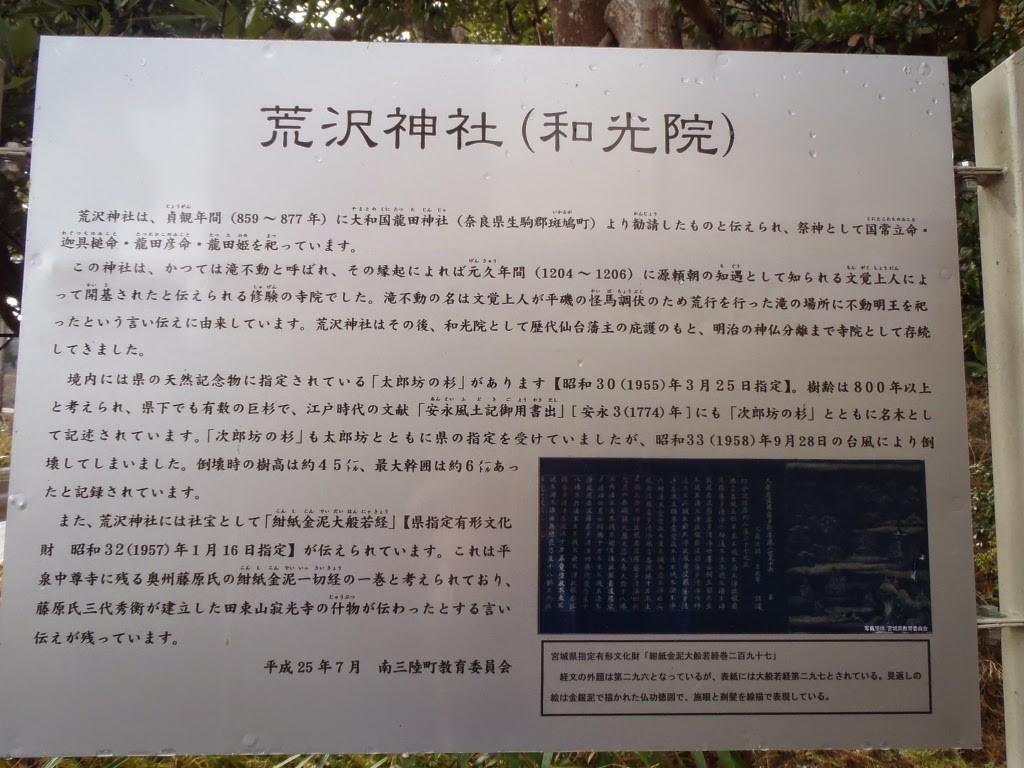 荒沢神社(和光院)
荒沢神社は、貞観年間(859〜877年)に大和国龍田神社(奈良県生駒郡斑鳩町)より勧請したものと伝えられ、祭神として国常立命・
迦具槌命・龍田彦命・龍田姫を祀っています。
この神社は、かつては滝不動と呼ばれ、その縁起によれば元久年間(1204〜1206)に源頼朝の知遇として知られる文覚上人によ
って開基されたと伝えられる修験の寺院でした。滝不動の名は文覚上人が平磯の怪馬調伏のため荒行を行った滝の場所に不動明王を祀
ったという言い伝えに由来しています。荒沢神社はその後、和光院として歴代仙台藩主の庇護のもと、明治の神仏分離まで寺院として存続
してきました。
境内には県の天然記念物に指定されている「太郎坊の杉」があります【昭和30(1955)年3月25日指定】。樹齢は800年以上
と考えられ、県下でも有数の巨杉で、江戸時代の文献「安永風土記御用書出」[安永3(1774)年]にも「次郎坊の杉」とともに名木とし
て記述されています。「次郎坊の杉」も太郎坊とともに県の指定を受けていましたが、昭和33(1958)年9月28日の台風により倒
壊してしまいました。倒壊時の樹高は約45㍍、最大幹囲は約6㍍あっ
たと記録されています。
また、荒沢神社には社宝として「紺紙金泥大般若経」【県指定有形文化
財 昭和32(1957)年1月16日指定】が伝えられています。これは平
泉中尊寺に残る奥州藤原氏の紺紙金泥一切経の一巻と考えられており、
藤原氏三代秀衡が建立した田束山寂光寺の什物が伝わったとする言い
伝えが残っています。
平成25年7月 南三陸町教育委員会
写真提供 宮城県教育委員会
宮城県指定有形文化財「紺紙金泥大般若経巻二百九十七」
経文の外題は第二九六となっているが、表紙には大般若経第二九七とされている。見返しの
絵は金銀泥で描かれた仏功徳図で、施眼と剃髪を線描で表現している。